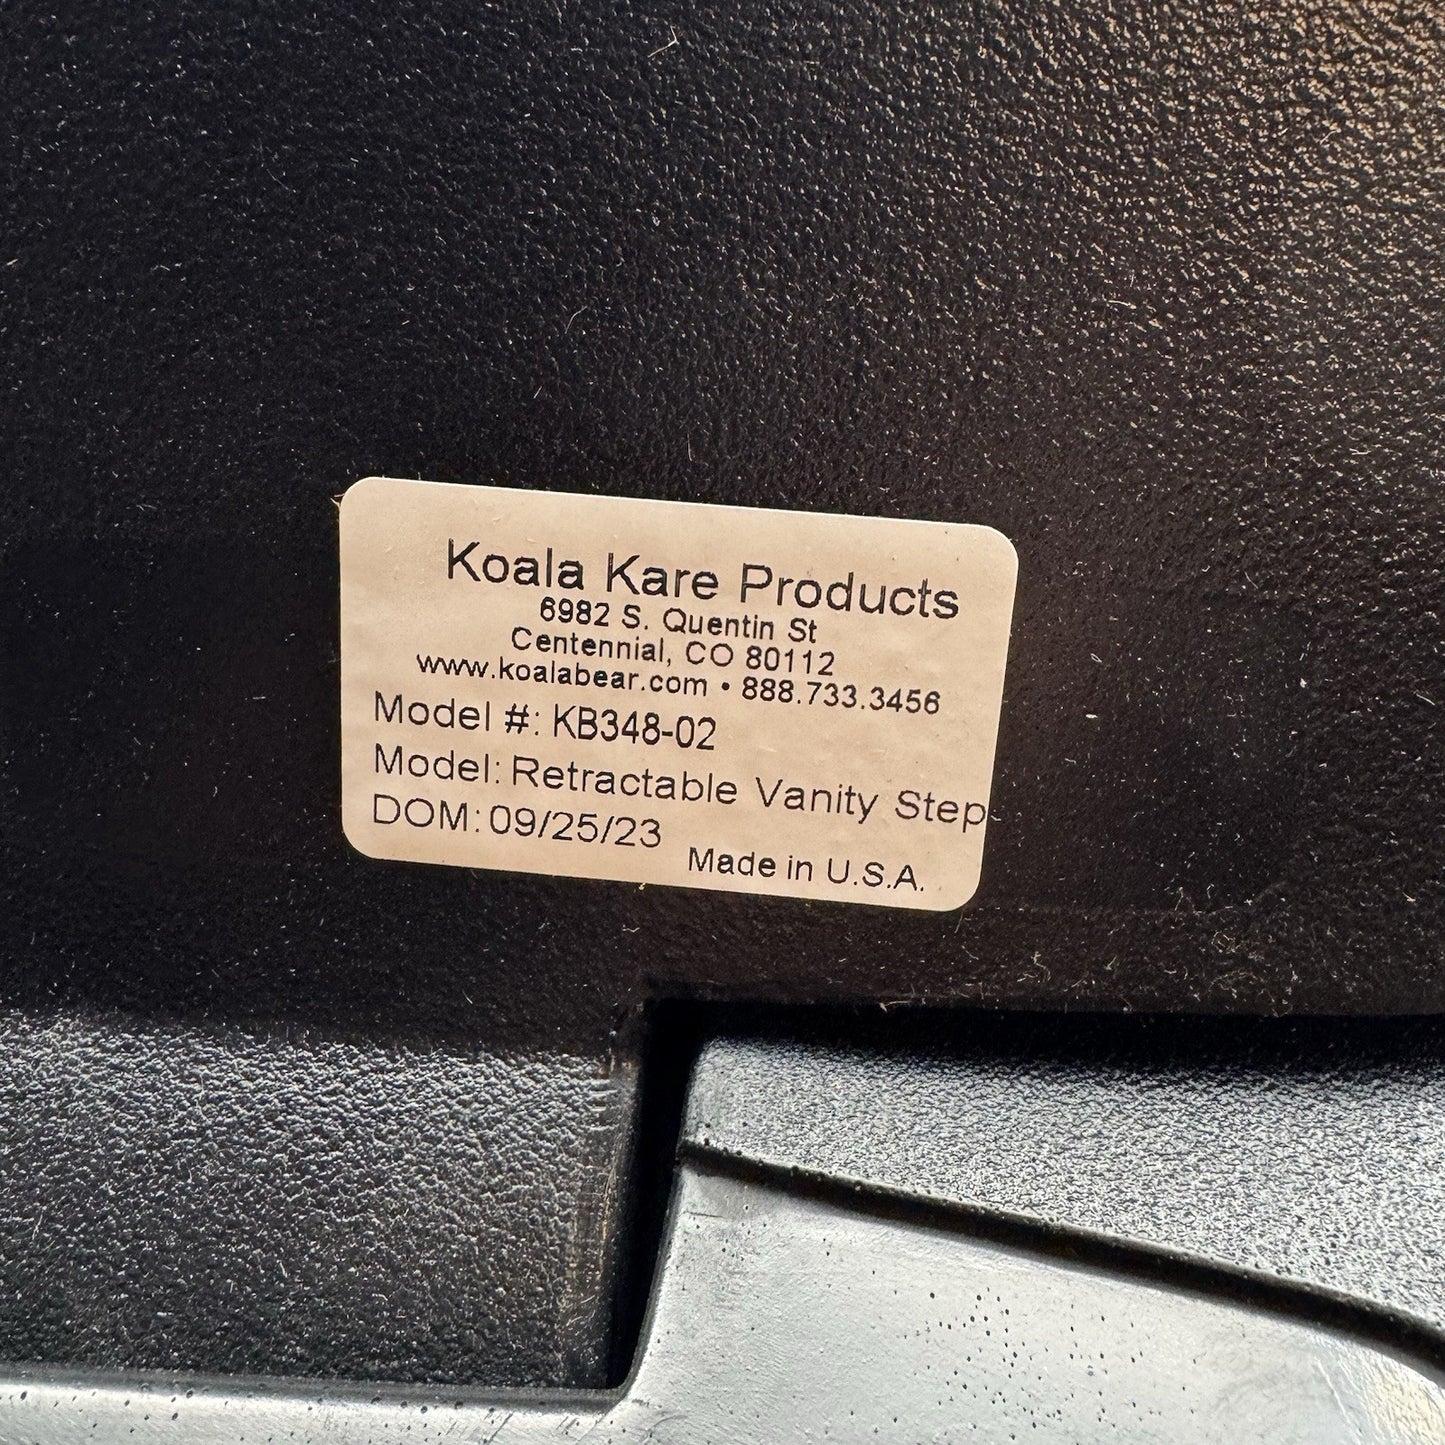 Koala Kare Products
6982 S. Quentin St
Centennial, CO 80112
www.koalabear.com • 888.733.3456
Model #: KB348-02
Model: Retractable Vanity Step
DOM: 09/25/23
Made in U.S.A.